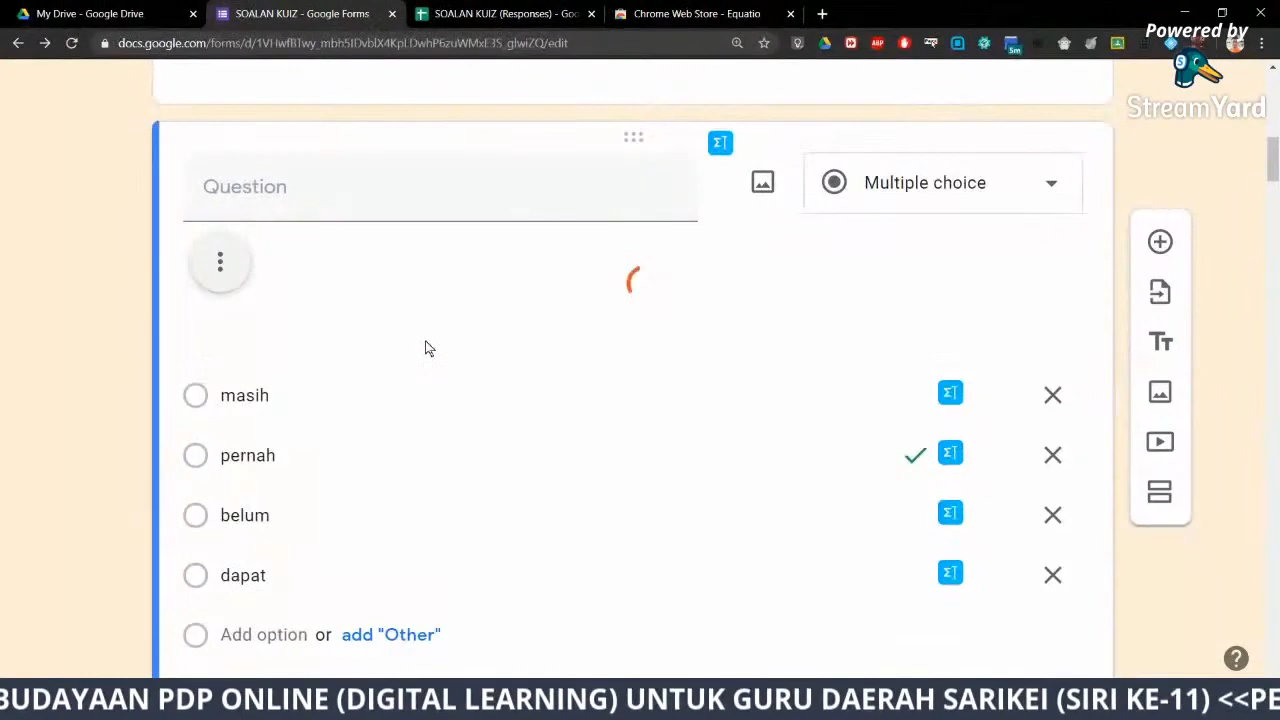 My Drive - Google Drive
SOALAN KUIZ - Google Forms
SOALAN KUIZ (Responses) - Goo
Chrome Web Store - Equatio
Powered by
StreamYard
Question
Multiple choice
masih
pernah
belum
dapat
Add option or add "Other"
BUDAYAAN PDP ONLINE (DIGITAL LEARNING) UNTUK GURU DAERAH SARIKEI (SIRI KE-11) <<PE